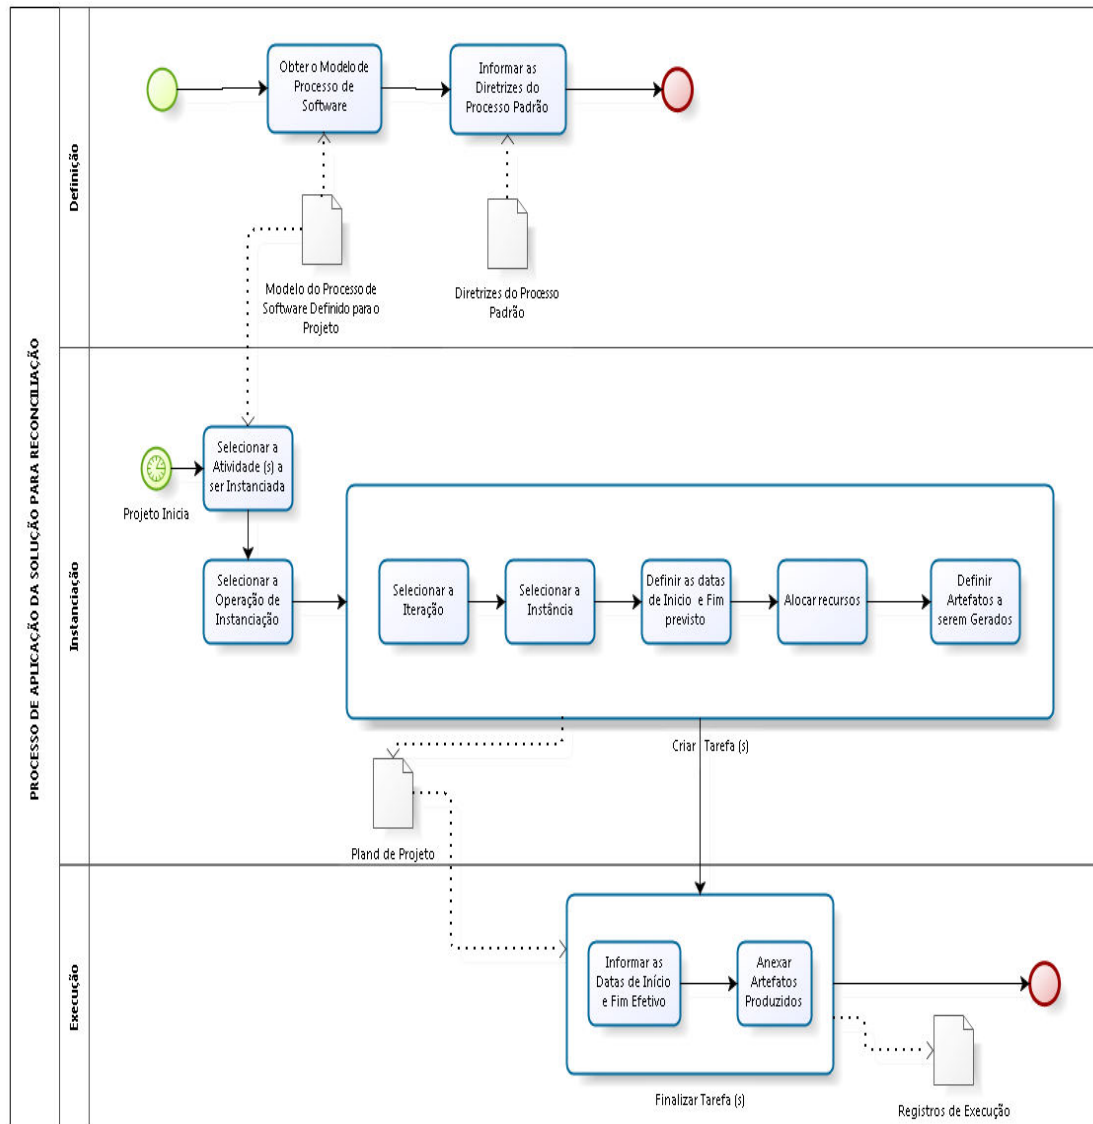 PROCESSO DE APLICAÇÃO DA SOLUÇÃO PARA RECONCILIAÇÃO
Definição
Obter o Modelo de
Processo de
Software
Informar as
Diretrizes do
Processo Padrão
Modelo do Processo de
Software Definido para o
Projeto
Diretrizes do Processo
Padrão
Instanciação
Projeto Inicia
Selecionar a
Atividade (s) a
ser Instanciada
Selecionar a
Operação de
Instanciação
Selecionar a
Iteração
Selecionar a
Instância
Definir as datas
de Inicio e Fim
previsto
Alocar recursos
Definir
Artefatos a
serem Gerados
Criar Tarefa (s)
Pland de Projeto
Execução
Informar as
Datas de Início
e Fim Efetivo
Anexar
Artefatos
Produzidos
Finalizar Tarefa (s)
Registros de Execução